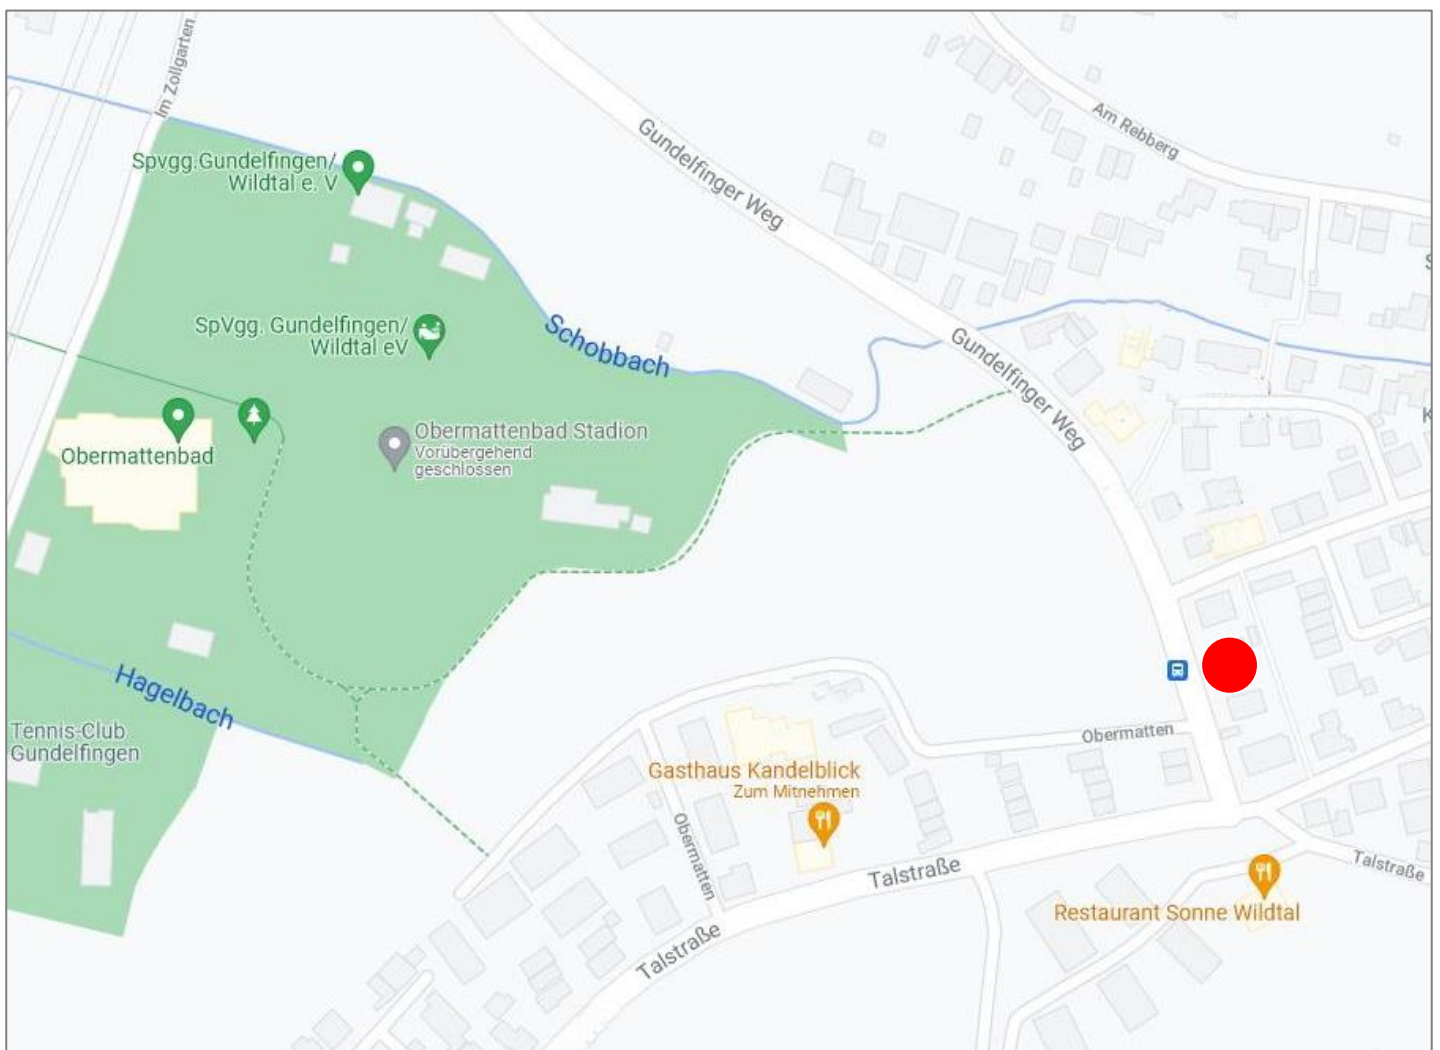 Im Zollgarten
Spvgg.Gundelfingen/
Wildtal e. V
Gundelfinger Weg
Am Rebberg
SpVgg. Gundelfingen/
Wildtal eV
Schobbach
Gundelfinger Weg
Obermattenbad
Obermattenbad Stadion
Vorübergehend
geschlossen
Hagelbach
Tennis-Club
Gundelfingen
Obermatten
Gasthaus Kandelblick
Zum Mitnehmen
Obermatten
Talstraße
Talstraße
Restaurant Sonne Wildtal
Talstraße